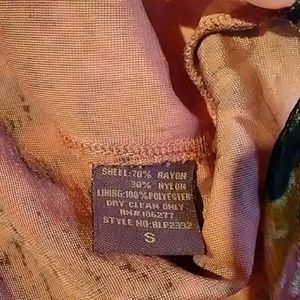 SHELL:70% RAYON
30% NYLON
LINING:100%POLYESTER
DRY CLEAN ONLY
RN#106277
STYLE NO:BLP2332
S